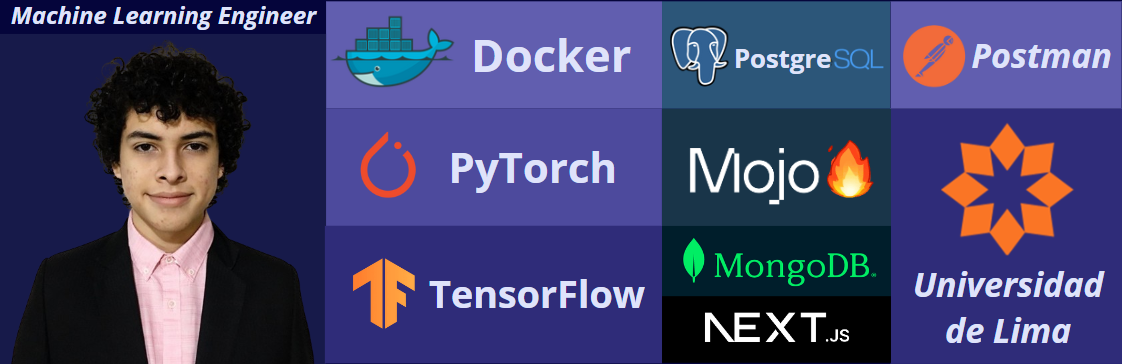 Machine Learning Engineer
Docker
PostgreSQL
Postman
PyTorch
Mojo
TensorFlow
MongoDB®
NEXT.JS
Universidad
de Lima